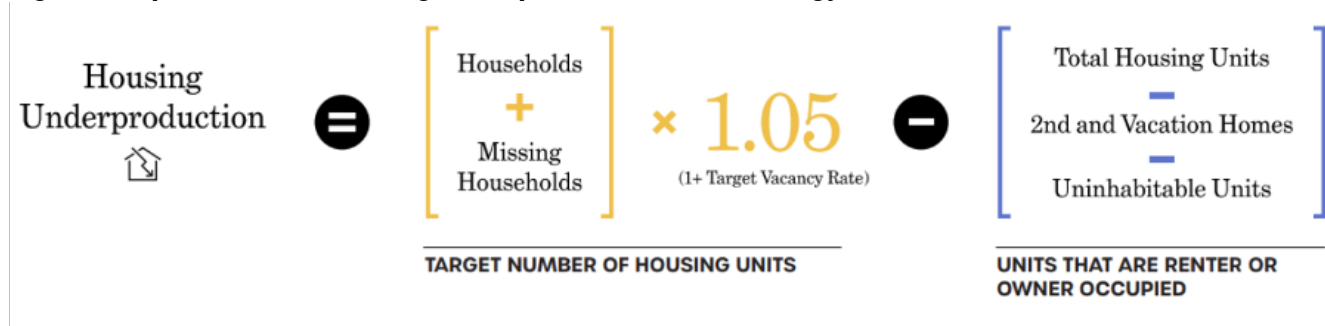 Housing
Underproduction
=
Households
+
Missing
Households
× 1.05
(1+ Target Vacancy Rate)
−
Total Housing Units
−
2nd and Vacation Homes
−
Uninhabitable Units
TARGET NUMBER OF HOUSING UNITS
UNITS THAT ARE RENTER OR
OWNER OCCUPIED